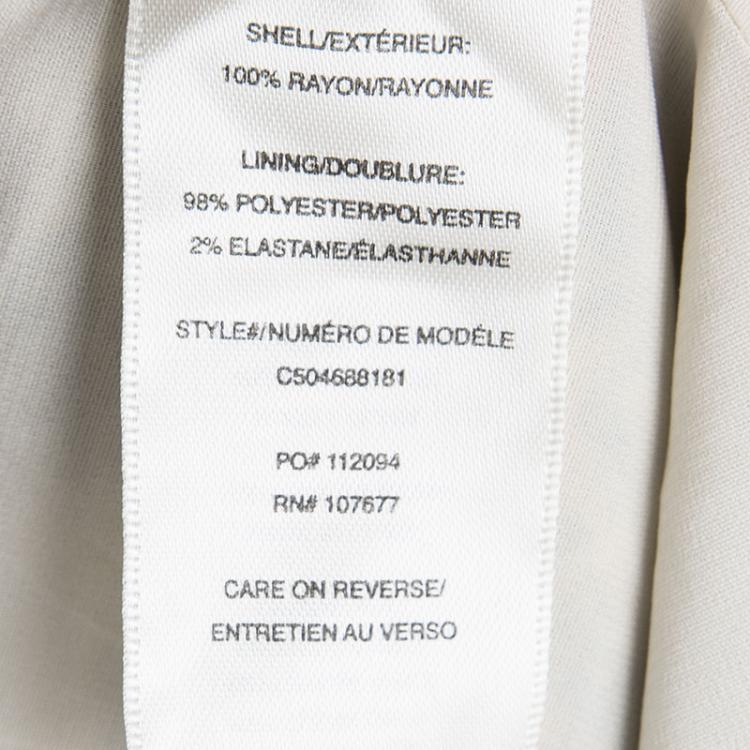 SHELL/EXTÉRIEUR:
100% RAYON/RAYONNE
LINING/DOUBLURE:
98% POLYESTER/POLYESTER
2% ELASTANE/ÉLASTHANNE
STYLE#/NUMÉRO DE MODÉLE
C504688181
PO# 112094
RN# 107677
CARE ON REVERSE/
ENTRETIEN AU VERSO